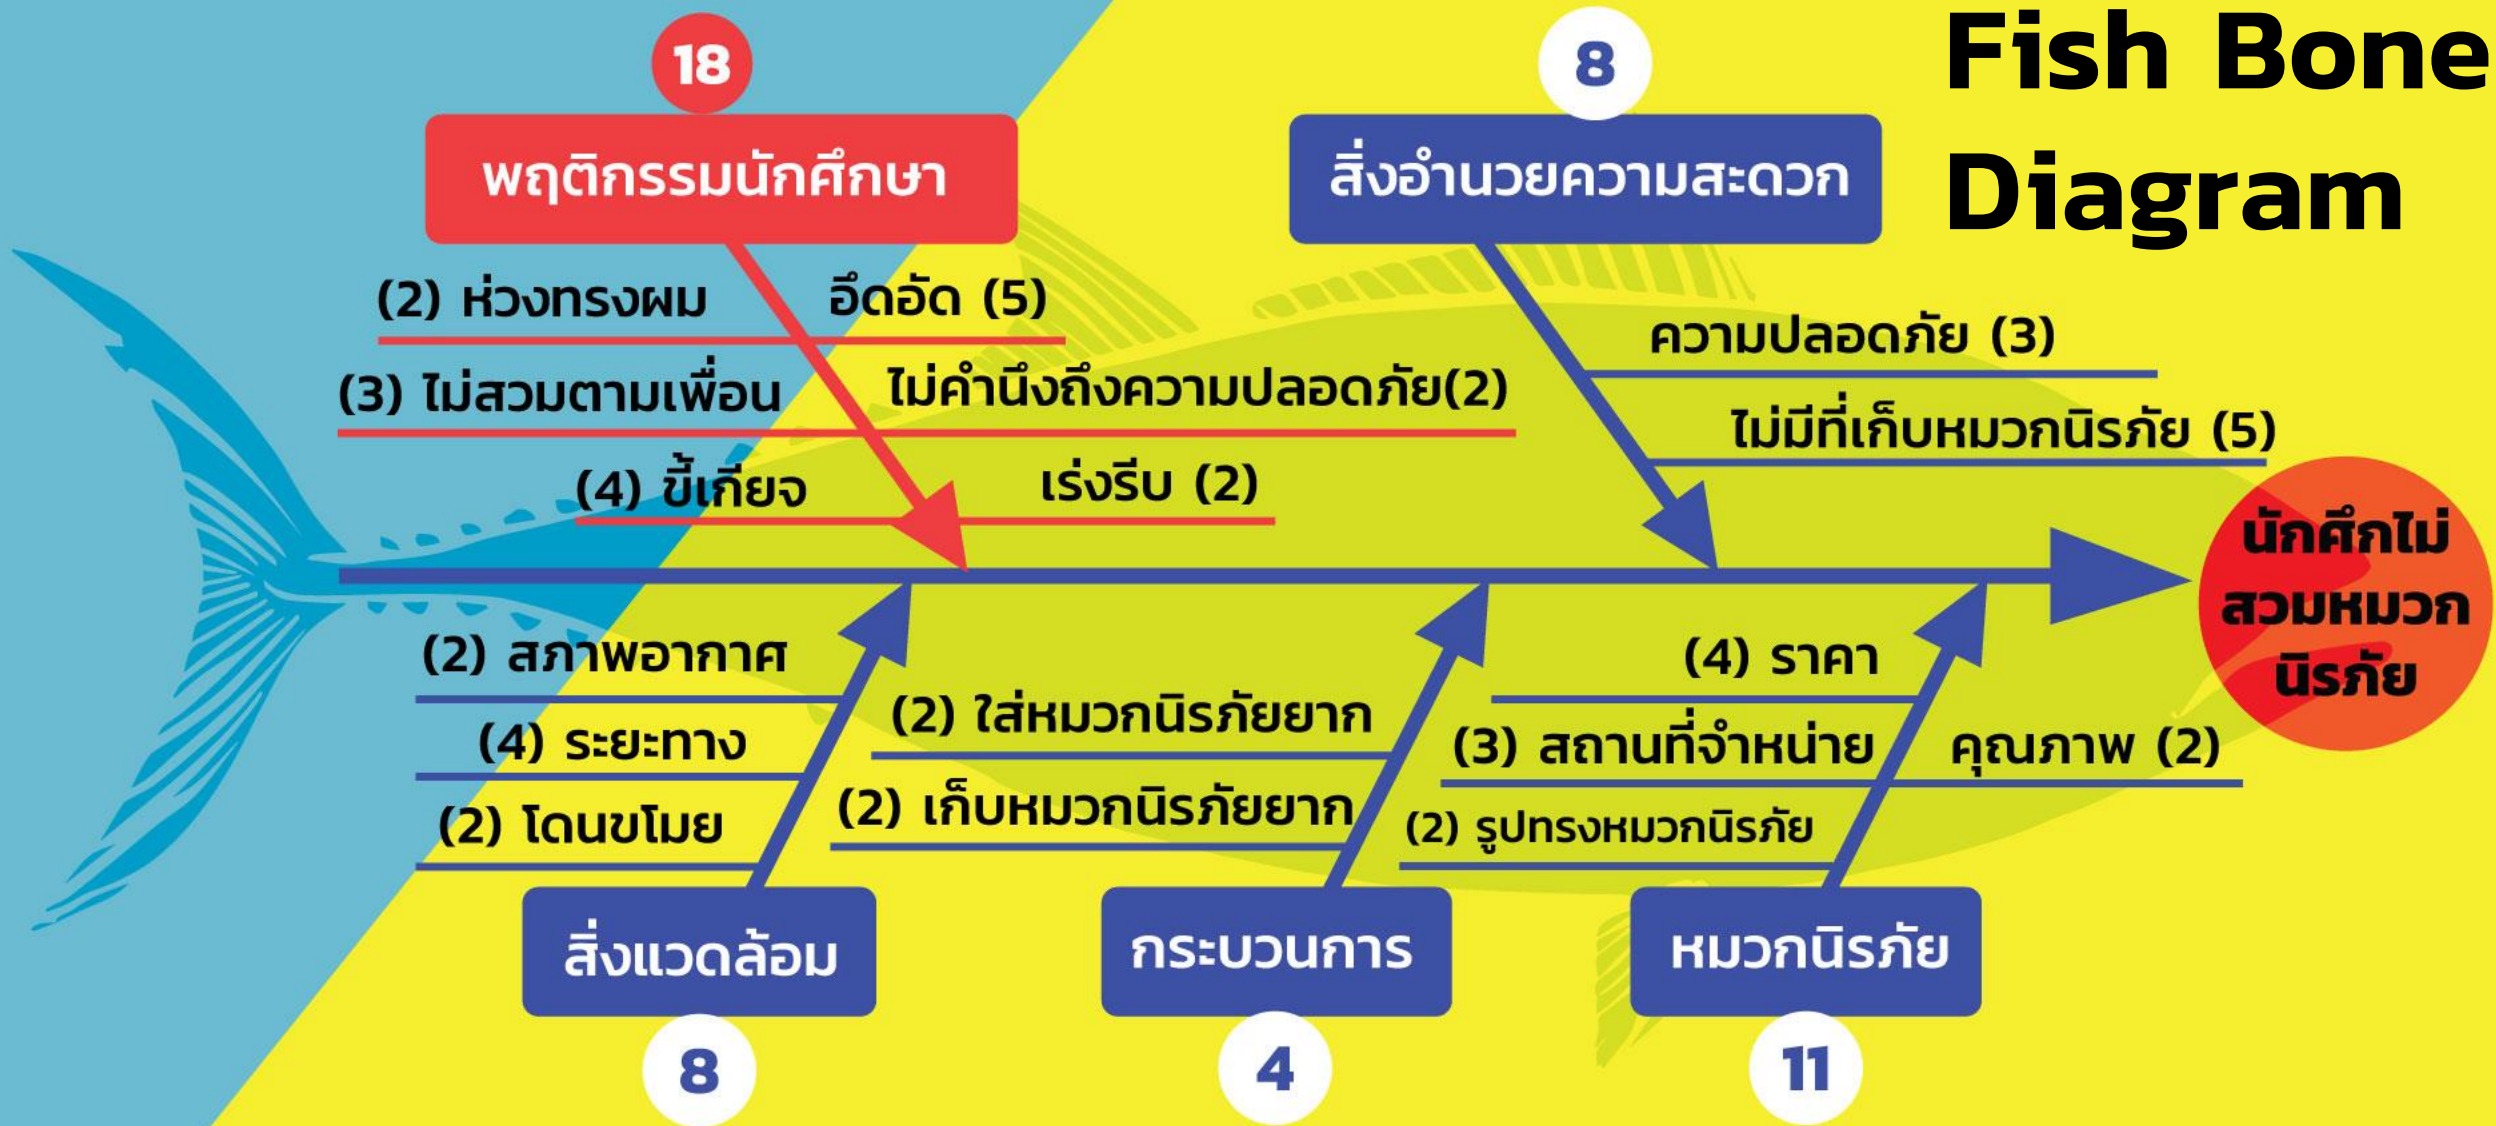 Fish Bone
Diagram
18
พฤติกรรมนักศึกษา
(2) ห่วงทรงผม
อึดอัด (5)
(3) ไม่สวมตามเพื่อน
ไม่คำนึงถึงความปลอดภัย(2)
(4) ขี้เกียจ
เร่งรีบ (2)
8
สิ่งอำนวยความสะดวก
ความปลอดภัย (3)
ไม่มีที่เก็บหมวกนิรภัย (5)
นักศึกไม่
สวมหมวก
นิรภัย
(2) สภาพอากาศ
(4) ระยะทาง
(2) โดนขโมย
สิ่งแวดล้อม
8
(2) ใส่หมวกนิรภัยยาก
(2) เก็บหมวกนิรภัยยาก
กระบวนการ
4
(4) ราคา
(3) สถานที่จำหน่าย
คุณภาพ (2)
(2) รูปทรงหมวกนิรภัย
หมวกนิรภัย
11